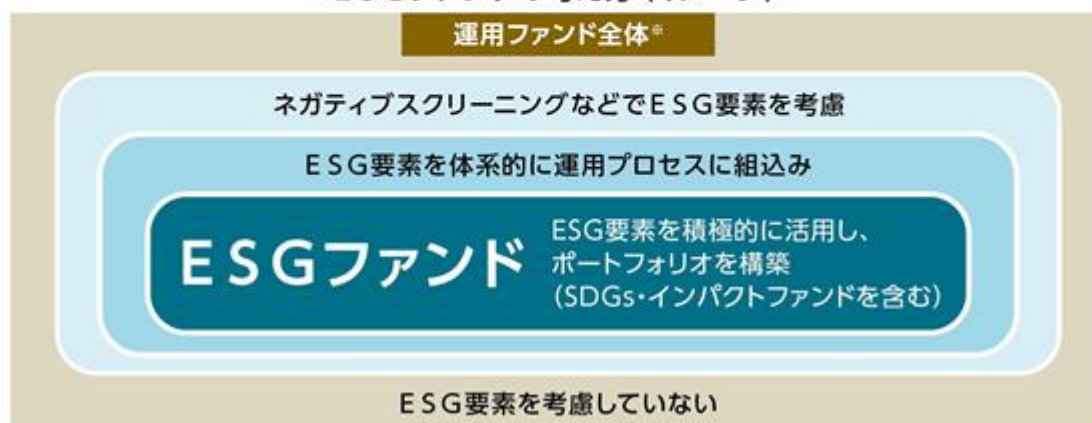 運用ファンド全体※
ネガティブスクリーニングなどでESG要素を考慮
ESG要素を体系的に運用プロセスに組込み
ESGファンド
ESG要素を積極的に活用し、
ポートフォリオを構築
(SDGs・インパクトファンドを含む)
ESG要素を考慮していない